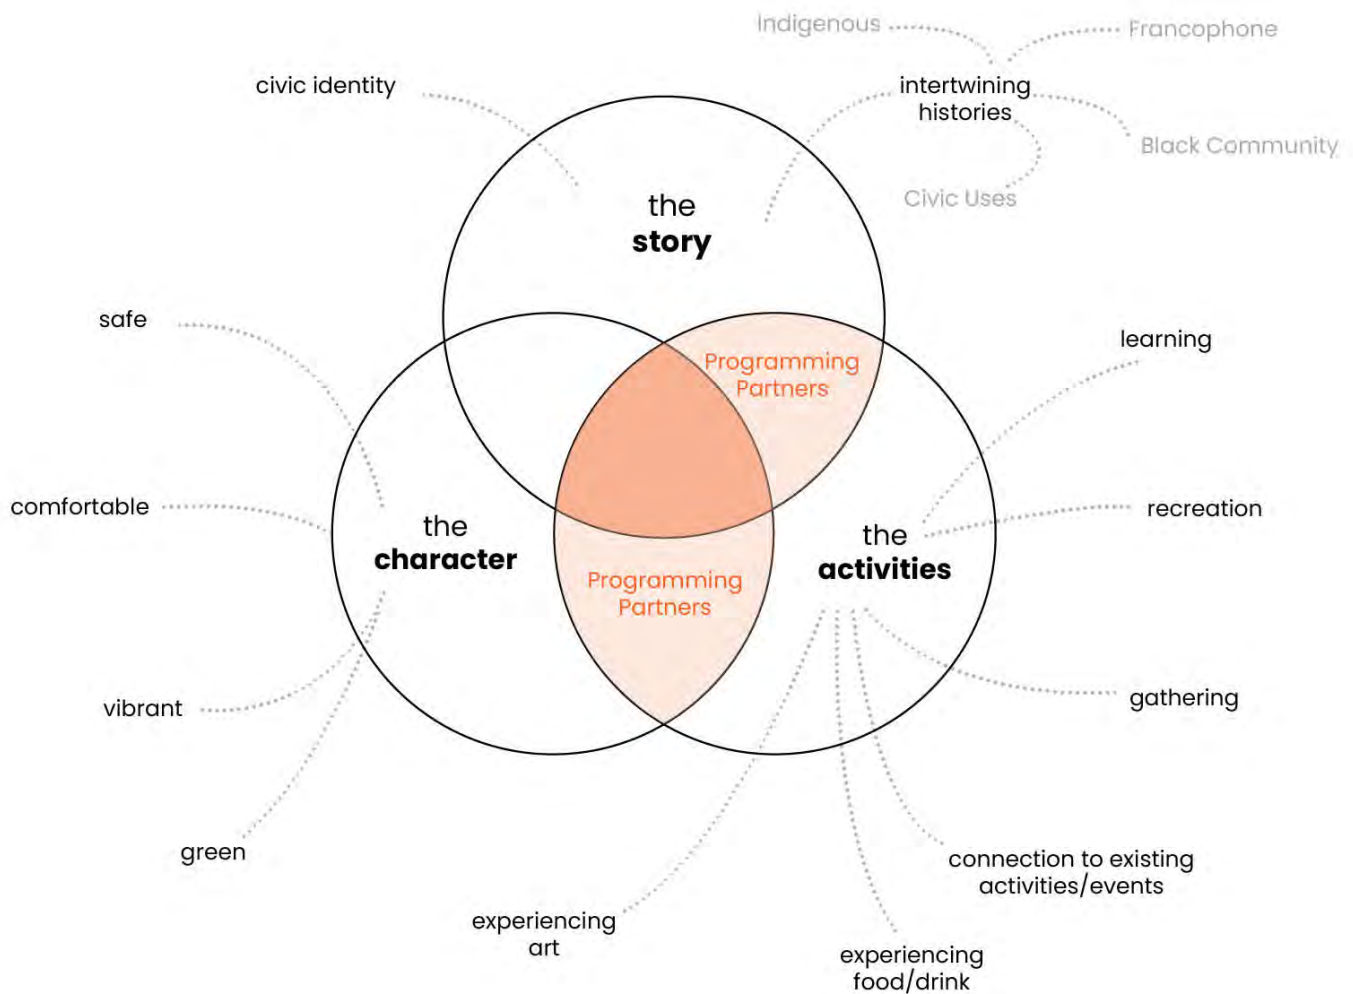 Indigenous
Francophone
civic identity
intertwining
histories
Black Community
Civic Uses
the
story
safe
learning
Programming
Partners
comfortable
recreation
the
character
the
activities
Programming
Partners
vibrant
gathering
green
connection to existing
activities/events
experiencing
art
experiencing
food/drink